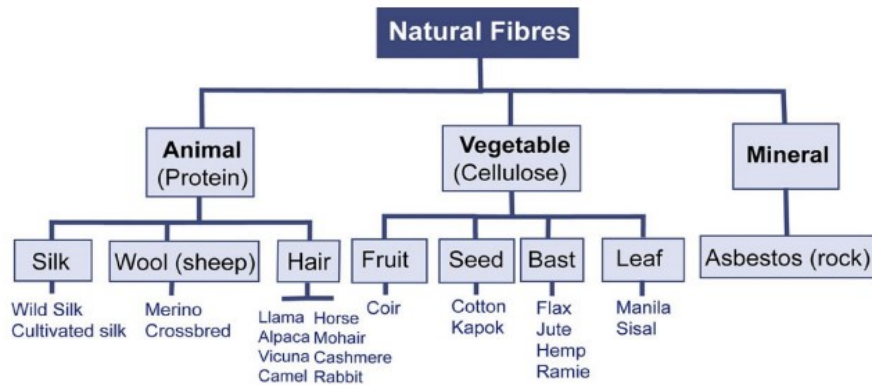 Natural Fibres
Animal
(Protein)
Vegetable
(Cellulose)
Mineral
Silk
Wool (sheep)
Hair
Fruit
Seed
Bast
Leaf
Asbestos (rock)
Wild Silk
Cultivated silk
Merino
Crossbred
Llama Horse
Alpaca Mohair
Vicuna Cashmere
Camel Rabbit
Coir
Cotton
Kapok
Flax
Jute
Hemp
Ramie
Manila
Sisal